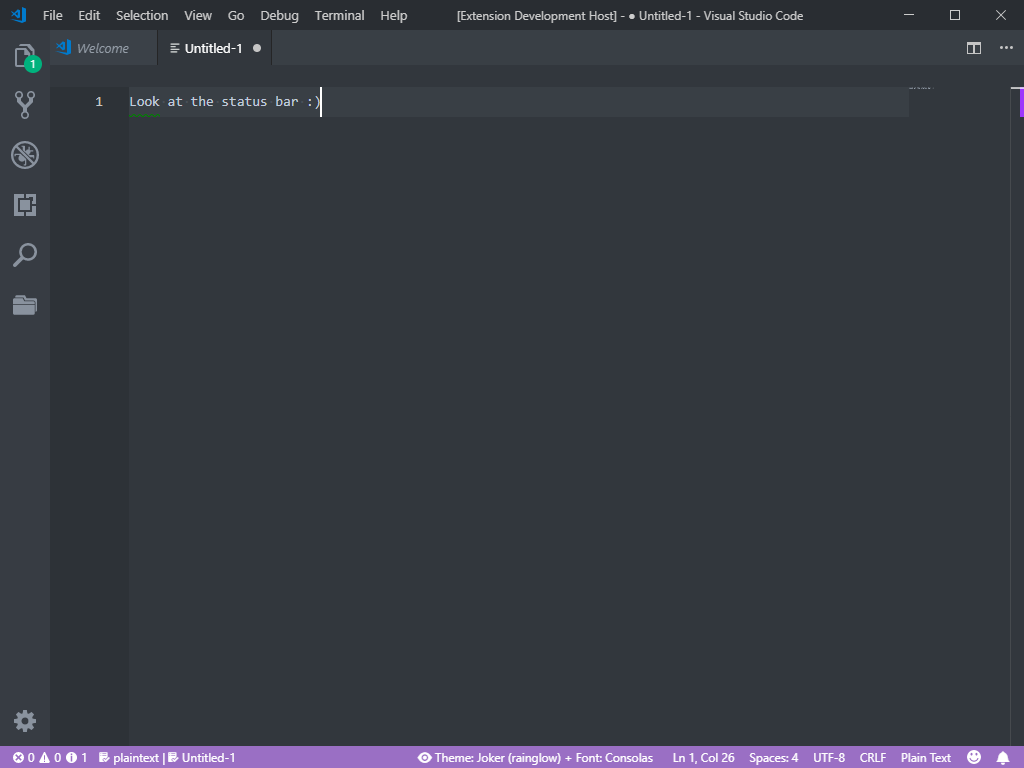 File Edit Selection View Go Debug Terminal Help [Extension Development Host] - ● Untitled-1 - Visual Studio Code
Welcome Untitled-1
1
1 Look at the status bar :)
0 0 1 plaintext | Untitled-1 Theme: Joker (rainglow) + Font: Consolas Ln 1, Col 26 Spaces: 4 UTF-8 CRLF Plain Text